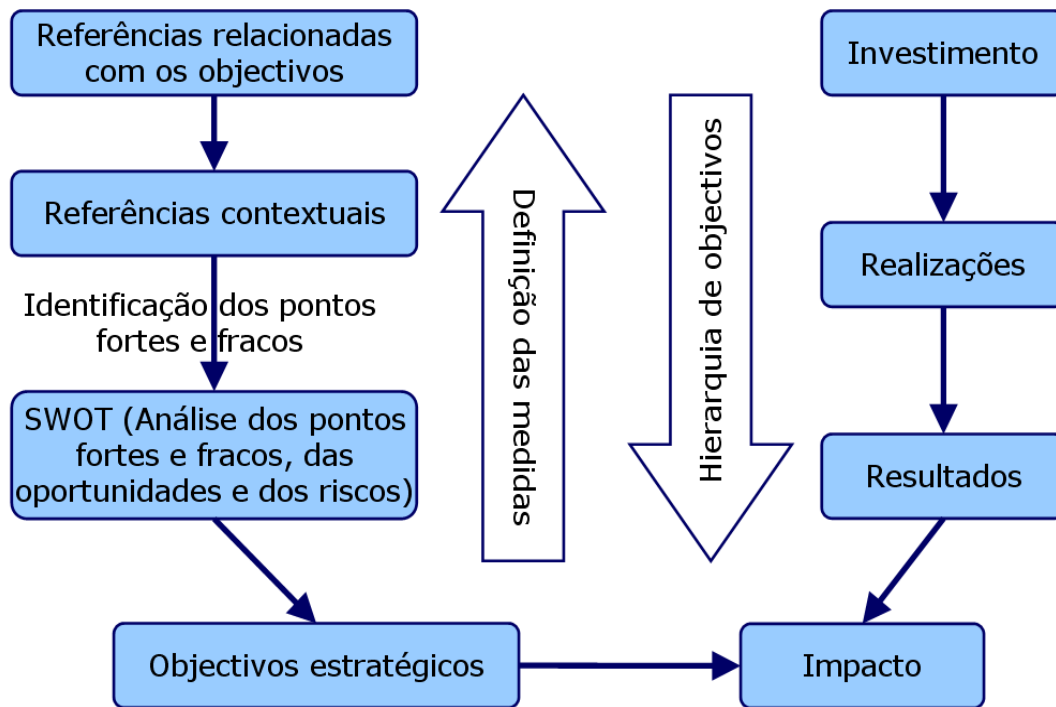 Referências relacionadas
com os objectivos
Investimento
Referências contextuais
Definição das medidas
Hierarquia de objectivos
Realizações
Identificação dos pontos
fortes e fracos
SWOT (Análise dos pontos
fortes e fracos, das
oportunidades e dos riscos)
Resultados
Objectivos estratégicos
Impacto